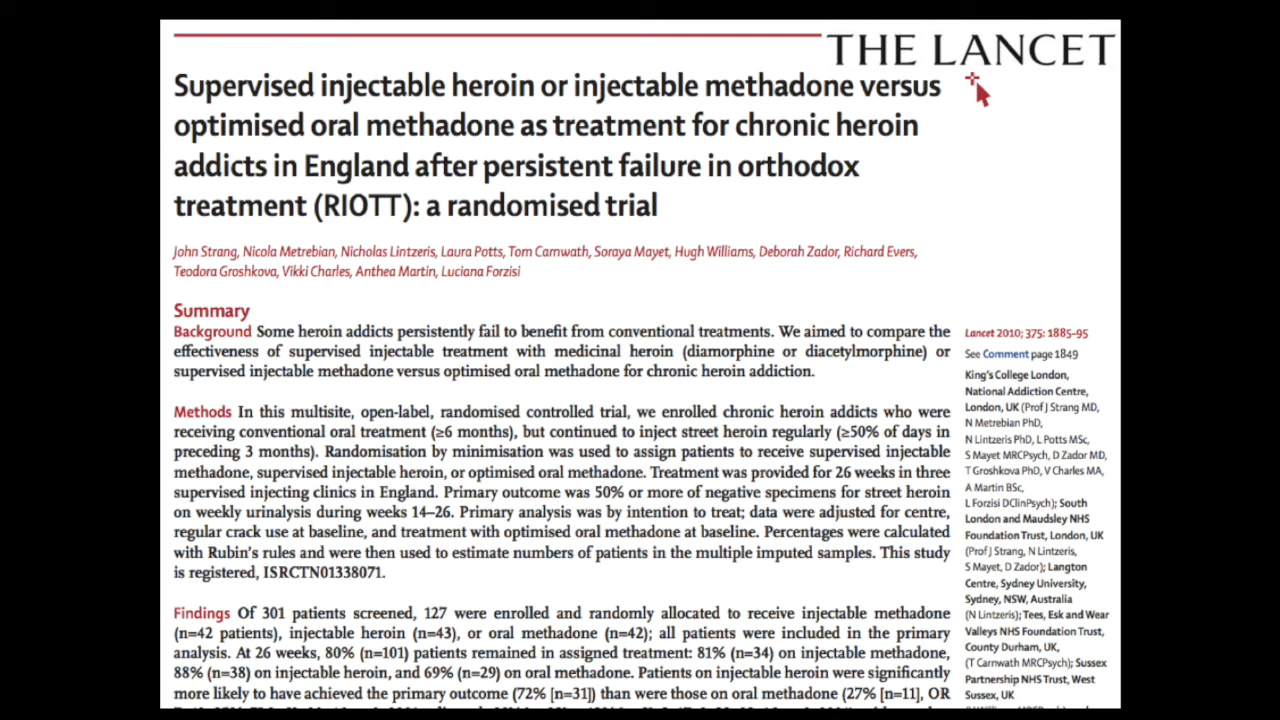 THE LANCET
Supervised injectable heroin or injectable methadone versus
optimised oral methadone as treatment for chronic heroin
addicts in England after persistent failure in orthodox
treatment (RIOTT): a randomised trial
John Strang, Nicola Metrebian, Nicholas Lintzeris, Laura Potts, Tom Carnwath, Soraya Mayet, Hugh Williams, Deborah Zador, Richard Evers,
Teodora Groshkova, Vikki Charles, Anthea Martin, Luciana Forzisi
Summary
Background Some heroin addicts persistently fail to benefit from conventional treatments. We aimed to compare the
effectiveness of supervised injectable treatment with medicinal heroin (diamorphine or diacetylmorphine) or
supervised injectable methadone versus optimised oral methadone for chronic heroin addiction.
Methods In this multisite, open-label, randomised controlled trial, we enrolled chronic heroin addicts who were
receiving conventional oral treatment (≥6 months), but continued to inject street heroin regularly (≥50% of days in
preceding 3 months). Randomisation by minimisation was used to assign patients to receive supervised injectable
methadone, supervised injectable heroin, or optimised oral methadone. Treatment was provided for 26 weeks in three
supervised injecting clinics in England. Primary outcome was 50% or more of negative specimens for street heroin
on weekly urinalysis during weeks 14–26. Primary analysis was by intention to treat; data were adjusted for centre,
regular crack use at baseline, and treatment with optimised oral methadone at baseline. Percentages were calculated
with Rubin's rules and were then used to estimate numbers of patients in the multiple imputed samples. This study
is registered, ISRCTN01338071.
Findings Of 301 patients screened, 127 were enrolled and randomly allocated to receive injectable methadone
(n=42 patients), injectable heroin (n=43), or oral methadone (n=42); all patients were included in the primary
analysis. At 26 weeks, 80% (n=101) patients remained in assigned treatment: 81% (n=34) on injectable methadone,
88% (n=38) on injectable heroin, and 69% (n=29) on oral methadone. Patients on injectable heroin were significantly
more likely to have achieved the primary outcome (72% [n=31]) than were those on oral methadone (27% [n=11], OR
Lancet 2010; 375: 1885–95
See Comment page 1849
King's College London,
National Addiction Centre,
London, UK (Prof J Strang MD,
N Metrebian PhD,
N Lintzeris PhD, L Potts MSc,
S Mayet MRCPsych, D Zador MD,
T Groshkova PhD, V Charles MA,
A Martin BSc,
L Forzisi DClinPsych); South
London and Maudsley NHS
Foundation Trust, London, UK
(Prof J Strang, N Lintzeris,
S Mayet, D Zador); Langton
Centre, Sydney University,
Sydney, NSW, Australia
(N Lintzeris); Tees, Esk and Wear
Valleys NHS Foundation Trust,
County Durham, UK,
(T Carnwath MRCPsych); Sussex
Partnership NHS Trust, West
Sussex, UK